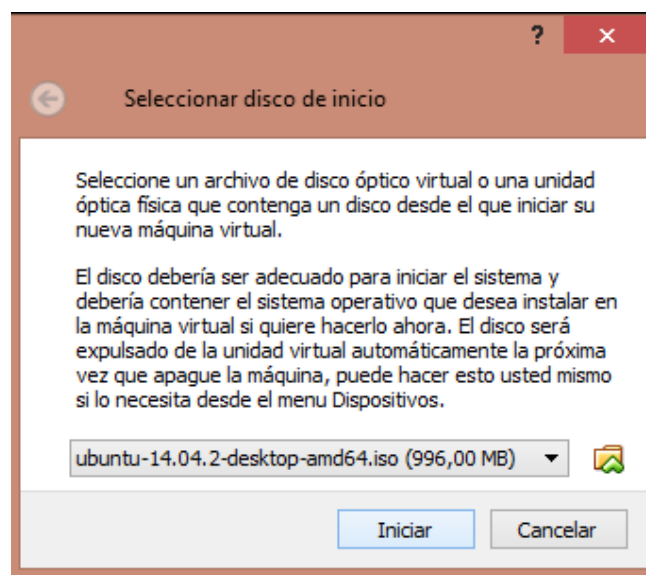 ?
×
Seleccionar disco de inicio
Seleccione un archivo de disco óptico virtual o una unidad
óptica física que contenga un disco desde el que iniciar su
nueva máquina virtual.
El disco debería ser adecuado para iniciar el sistema y
debería contener el sistema operativo que desea instalar en
la máquina virtual si quiere hacerlo ahora. El disco será
expulsado de la unidad virtual automáticamente la próxima
vez que apague la máquina, puede hacer esto usted mismo
si lo necesita desde el menu Dispositivos.
ubuntu-14.04.2-desktop-amd64.iso (996,00 MB)
Iniciar
Cancelar